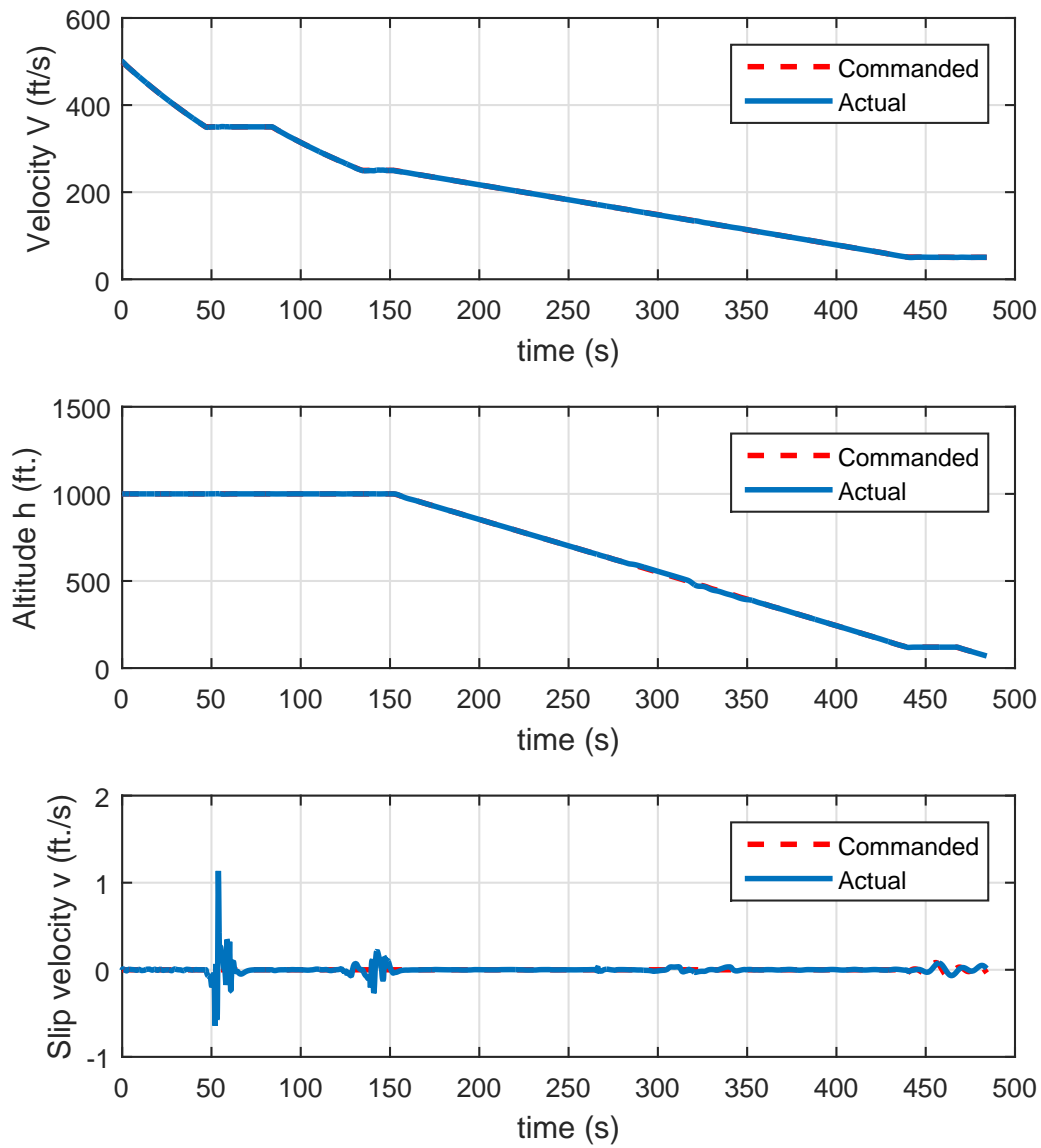 600
400
200
0
Velocity V (ft/s)
Commanded
Actual
0 50 100 150 200 250 300 350 400 450 500
time (s)
1500
1000
500
0
Altitude h (ft.)
Commanded
Actual
0 50 100 150 200 250 300 350 400 450 500
time (s)
2
1
0
-1
Slip velocity v (ft./s)
Commanded
Actual
0 50 100 150 200 250 300 350 400 450 500
time (s)